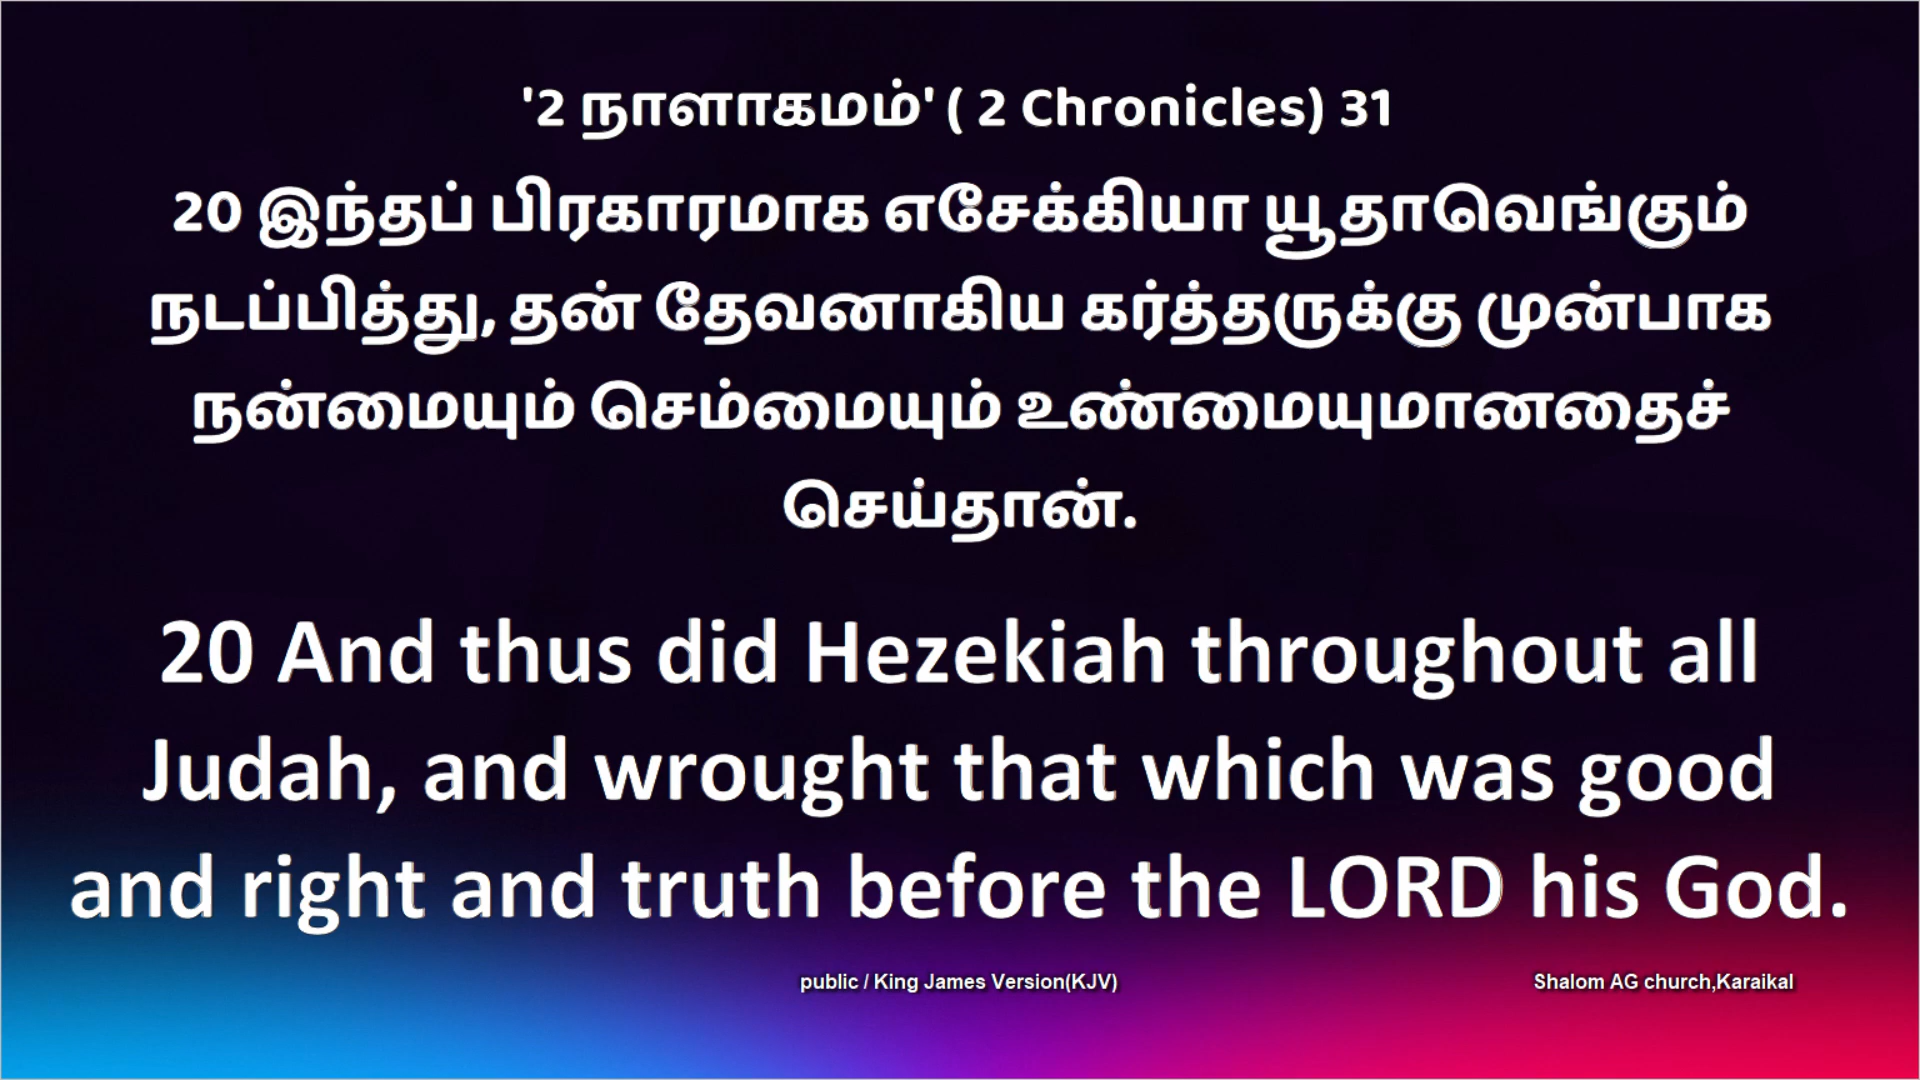 '2 நாளாகமம்' ( 2 Chronicles) 31
20 இந்தப் பிரகாரமாக எசேக்கியா யூதாவெங்கும்
நடப்பித்து, தன் தேவனாகிய கர்த்தருக்கு முன்பாக
நன்மையும் செம்மையும் உண்மையுமானதைச்
செய்தான்.
20 And thus did Hezekiah throughout all
Judah, and wrought that which was good
and right and truth before the LORD his God.
public / King James Version(KJV)
Shalom AG church,Karaikal